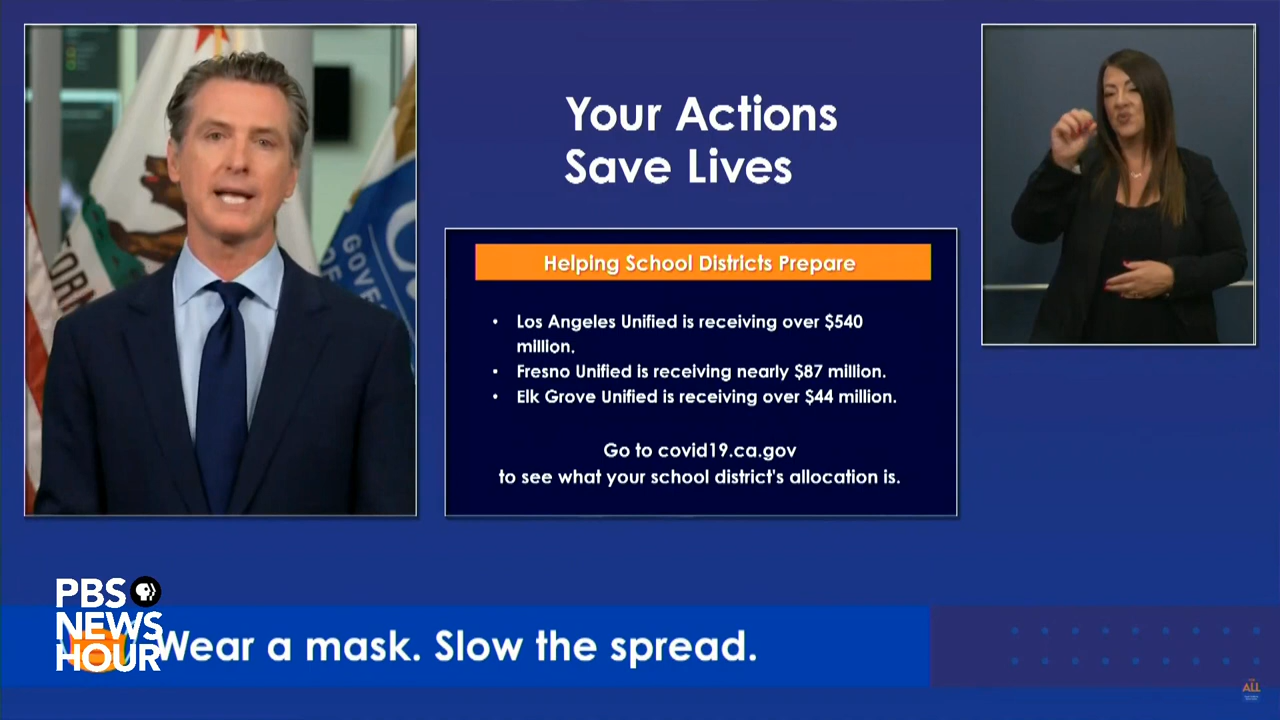 Your Actions
Save Lives
Helping School Districts Prepare
• Los Angeles Unified is receiving over $540
million.
• Fresno Unified is receiving nearly $87 million.
• Elk Grove Unified is receiving over $44 million.
Go to covid19.ca.gov
to see what your school district's allocation is.
PBS
NEWS
HOUR
Wear a mask. Slow the spread.
ALL